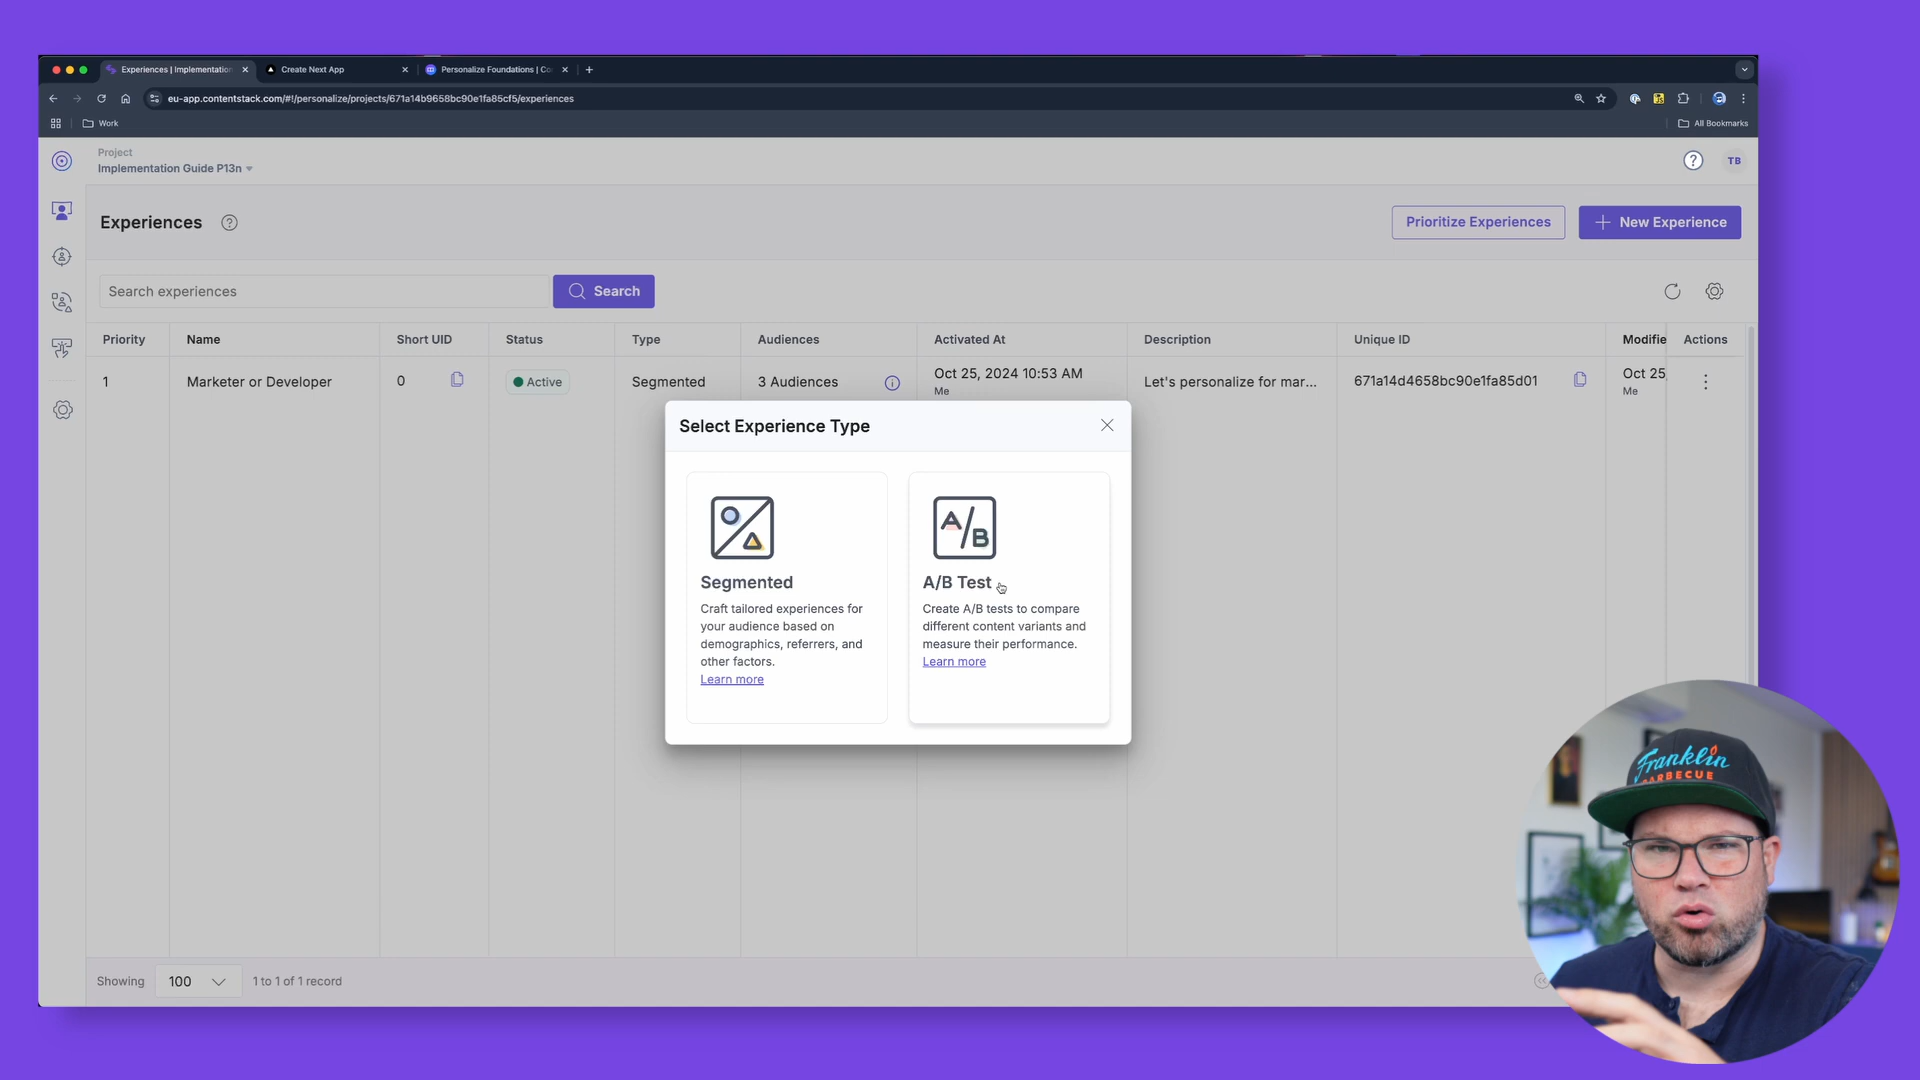 Experiences | Implementation
Create Next App
Personalize Foundations | Co
eu-app.contentstack.com/#!/personalize/projects/671a14b9658bc90e1fa85cf5/experiences
Work
All Bookmarks
Project
Implementation Guide P13n
TB
Experiences
Prioritize Experiences
New Experience
Search experiences
Search
Priority
Name
Short UID
Status
Type
Audiences
Activated At
Description
Unique ID
Modifie
Actions
1
Marketer or Developer
0
Active
Segmented
3 Audiences
Oct 25, 2024 10:53 AM
Me
Let's personalize for mar...
671a14d4658bc90e1fa85d01
Oct 25,
Me
Select Experience Type
Segmented
Craft tailored experiences for
your audience based on
demographics, referrers, and
other factors.
Learn more
A/B
A/B Test
Create A/B tests to compare
different content variants and
measure their performance.
Learn more
Showing
100
1 to 1 of 1 record
Franklin
BARBECUE